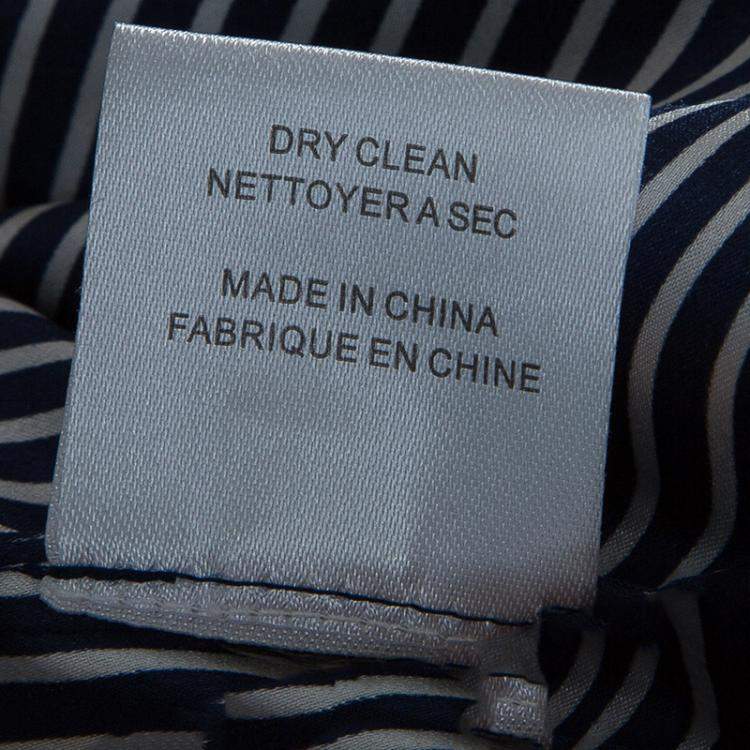 DRY CLEAN
NETTOYER A SEC
MADE IN CHINA
FABRIQUE EN CHINE